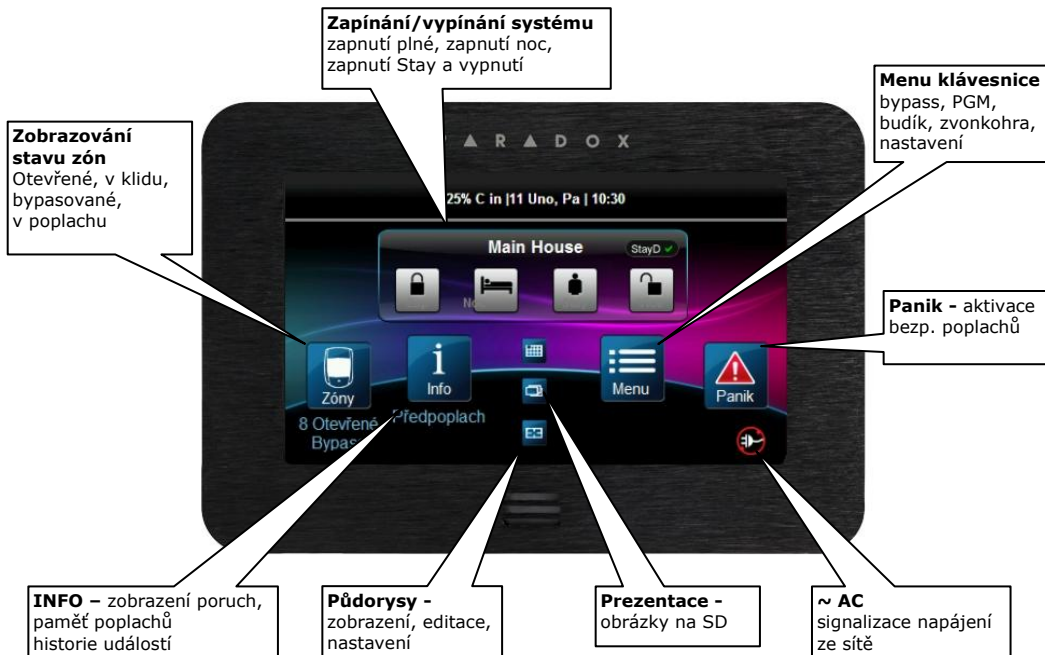 Zapínání/vypínání systému
zapnutí plné, zapnutí noc,
zapnutí Stay a vypnutí
Menu klávesnice
bypass, PGM,
budík, zvonkohra,
nastavení
Zobrazování
stavu zón
Otevřené, v klidu,
bypasované,
v poplachu
ARADOX
25% C in |11 Uno, Pa | 10:30
Main House
StayD
Panik - aktivace
bezp. poplachů
Zóny
Info
Menu
Panik
8 Otevřené
Předpoplach
INFO – zobrazení poruch,
paměť poplachů
historie událostí
Půdorysy -
zobrazení, editace,
nastavení
Prezentace -
obrázky na SD
~ AC
signalizace napájení
ze sítě